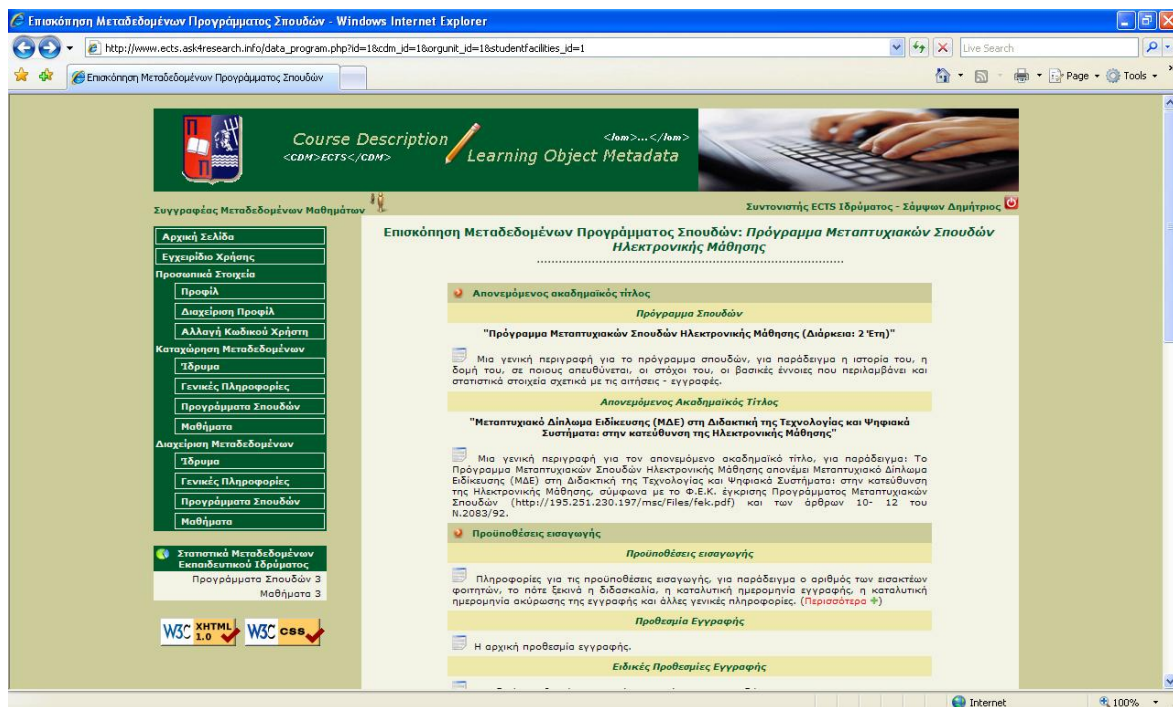 Επισκόπηση Μεταδεδομένων Προγράμματος Σπουδών - Windows Internet Explorer
http://www.ects.ask4research.info/data_program.php?id=1&cdm_id=1&orgunit_id=1&studentfacilities_id=1
Live Search
Επισκόπηση Μεταδεδομένων Προγράμματος Σπουδών
Page
Tools
Course Description
<CDM>ECTS</CDM>
<lom>...</lom>
Learning Object Metadata
Συγγραφέας Μεταδεδομένων Μαθημάτων
Συντονιστής ECTS Ιδρύματος - Σάμψων Δημήτριος
Αρχική Σελίδα
Εγχειρίδιο Χρήσης
Προσωπικά Στοιχεία
Προφίλ
Διαχείριση Προφίλ
Αλλαγή Κωδικού Χρήστη
Καταχώρηση Μεταδεδομένων
Ίδρυμα
Γενικές Πληροφορίες
Προγράμματα Σπουδών
Μαθήματα
Διαχείριση Μεταδεδομένων
Ίδρυμα
Γενικές Πληροφορίες
Προγράμματα Σπουδών
Μαθήματα
Στατιστικά Μεταδεδομένων
Εκπαιδευτικού Ιδρύματος
Προγράμματα Σπουδών 3
Μαθήματα 3
W3C XHTML 1.0
W3C css
Επισκόπηση Μεταδεδομένων Προγράμματος Σπουδών: Πρόγραμμα Μεταπτυχιακών Σπουδών
Ηλεκτρονικής Μάθησης
Απονεμόμενος ακαδημαϊκός τίτλος
Πρόγραμμα Σπουδών
"Πρόγραμμα Μεταπτυχιακών Σπουδών Ηλεκτρονικής Μάθησης (Διάρκεια: 2 Έτη)"
Μια γενική περιγραφή για το πρόγραμμα σπουδών, για παράδειγμα η ιστορία του, η
δομή του, σε ποιους απευθύνεται, οι στόχοι του, οι βασικές έννοιες που περιλαμβάνει και
στατιστικά στοιχεία σχετικά με τις αιτήσεις - εγγραφές.
Απονεμόμενος Ακαδημαϊκός Τίτλος
"Μεταπτυχιακό Δίπλωμα Ειδίκευσης (ΜΔΕ) στη Διδακτική της Τεχνολογίας και Ψηφιακά
Συστήματα: στην κατεύθυνση της Ηλεκτρονικής Μάθησης"
Μια γενική περιγραφή για τον απονεμόμενο ακαδημαϊκό τίτλο, για παράδειγμα: Το
Πρόγραμμα Μεταπτυχιακών Σπουδών Ηλεκτρονικής Μάθησης απονέμει Μεταπτυχιακό Δίπλωμα
Ειδίκευσης (ΜΔΕ) στη Διδακτική της Τεχνολογίας και Ψηφιακά Συστήματα: στην κατεύθυνση
της Ηλεκτρονικής Μάθησης, σύμφωνα με το Φ.Ε.Κ. έγκρισης Προγράμματος Μεταπτυχιακών
Σπουδών (http://195.251.230.197/msc/Files/fek.pdf) και των άρθρων 10- 12 του
Ν.2083/92.
Προϋποθέσεις εισαγωγής
Προϋποθέσεις εισαγωγής
Πληροφορίες για τις προϋποθέσεις εισαγωγής, για παράδειγμα ο αριθμός των εισακτέων
φοιτητών, το πότε ξεκινά η διδασκαλία, η καταλυτική ημερομηνία εγγραφής, η καταλυτική
ημερομηνία ακύρωσης της εγγραφής και άλλες γενικές πληροφορίες. (Περισσότερα +)
Προθεσμία Εγγραφής
Η αρχική προθεσμία εγγραφής.
Ειδικές Προθεσμίες Εγγραφής
Internet
100%